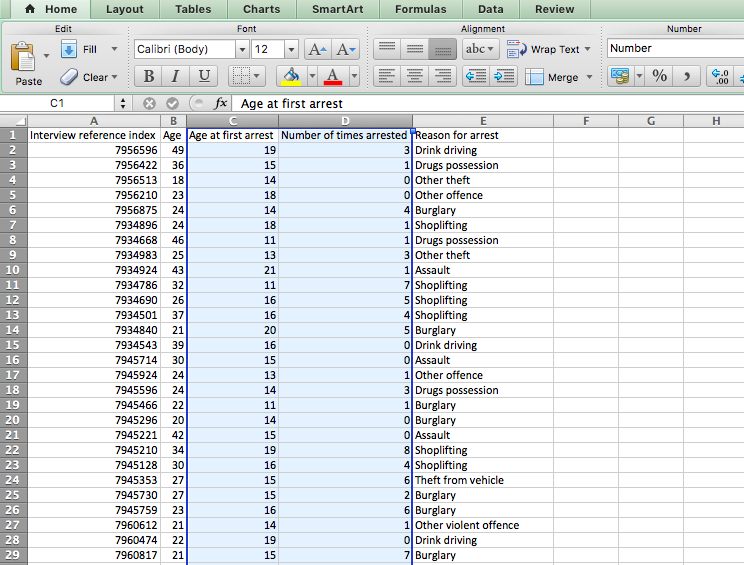 Home Layout Tables Charts SmartArt Formulas Data Review
Edit Font Alignment Number
Fill Calibri (Body) 12 A A abc Wrap Text Number
Paste Clear B I U A Merge % , .0 .00
C1 fx Age at first arrest
A B C D E F G H
1 Interview reference index Age Age at first arrest Number of times arrested Reason for arrest
2 7956596 49 19 3 Drink driving
3 7956422 36 15 1 Drugs possession
4 7956513 18 14 0 Other theft
5 7956210 23 18 0 Other offence
6 7956875 24 14 4 Burglary
7 7934896 24 18 1 Shoplifting
8 7934668 46 11 1 Drugs possession
9 7934983 25 13 3 Other theft
10 7934924 43 21 1 Assault
11 7934786 32 11 7 Shoplifting
12 7934690 26 16 5 Shoplifting
13 7934501 37 16 4 Shoplifting
14 7934840 21 20 5 Burglary
15 7934543 39 16 0 Drink driving
16 7945714 30 15 0 Assault
17 7945924 24 13 1 Other offence
18 7945596 24 14 3 Drugs possession
19 7945466 22 11 1 Burglary
20 7945296 20 14 0 Burglary
21 7945221 42 15 0 Assault
22 7945210 34 19 8 Shoplifting
23 7945128 30 16 4 Shoplifting
24 7945353 27 15 6 Theft from vehicle
25 7945730 27 15 2 Burglary
26 7945759 23 16 6 Burglary
27 7960612 21 14 1 Other violent offence
28 7960474 22 19 0 Drink driving
29 7960817 21 15 7 Burglary